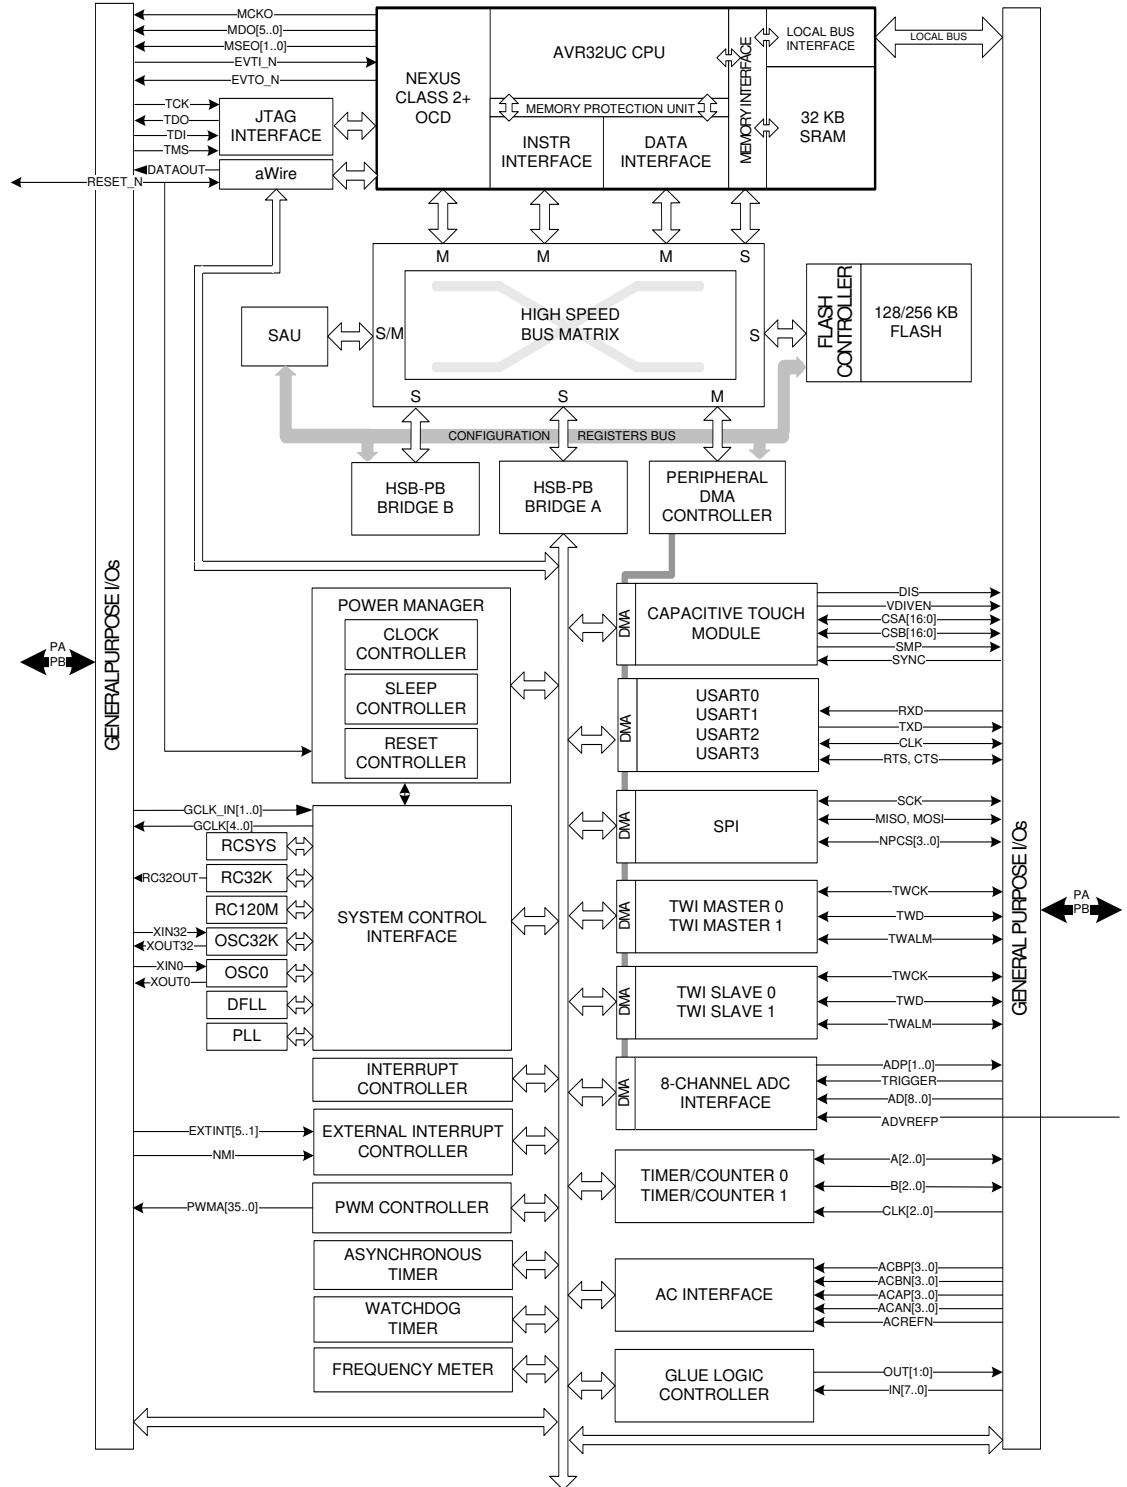 MCKO
MDO[5..0]
MSEO[1..0]
EVTI_N
EVTO_N
TCK
TDO
TDI
TMS
JTAG
INTERFACE
DATAOUT
RESET_N
aWire
NEXUS
CLASS 2+
OCD
AVR32UC CPU
MEMORY PROTECTION UNIT
INSTR
INTERFACE
DATA
INTERFACE
MEMORY INTERFACE
LOCAL BUS
INTERFACE
32 KB
SRAM
LOCAL BUS
M
M
M
S
SAU
S/M
HIGH SPEED
BUS MATRIX
S
FLASH
CONTROLLER
128/256 KB
FLASH
S
S
M
CONFIGURATION
REGISTERS BUS
HSB-PB
BRIDGE B
HSB-PB
BRIDGE A
PERIPHERAL
DMA
CONTROLLER
GENERALPURPOSE I/Os
PA
PB
POWER MANAGER
CLOCK
CONTROLLER
SLEEP
CONTROLLER
RESET
CONTROLLER
GCLK_IN[1..0]
GCLK[4..0]
RCSYS
RC32OUT
RC32K
RC120M
XIN32
XOUT32
OSC32K
XIN0
XOUT0
OSC0
DFLL
PLL
SYSTEM CONTROL
INTERFACE
INTERRUPT
CONTROLLER
EXTINT[5..1]
NMI
EXTERNAL INTERRUPT
CONTROLLER
PWMA[35..0]
PWM CONTROLLER
ASYNCHRONOUS
TIMER
WATCHDOG
TIMER
FREQUENCY METER
DMA
CAPACITIVE TOUCH
MODULE
DIS
VDIVEN
CSA[16:0]
CSB[16:0]
SMP
SYNC
DMA
USART0
USART1
USART2
USART3
RXD
TXD
CLK
RTS, CTS
DMA
SPI
SCK
MISO, MOSI
NPCS[3..0]
DMA
TWI MASTER 0
TWI MASTER 1
TWCK
TWD
TWALM
DMA
TWI SLAVE 0
TWI SLAVE 1
TWCK
TWD
TWALM
DMA
8-CHANNEL ADC
INTERFACE
ADP[1..0]
TRIGGER
AD[8..0]
ADVREFP
TIMER/COUNTER 0
TIMER/COUNTER 1
A[2..0]
B[2..0]
CLK[2..0]
AC INTERFACE
ACBP[3..0]
ACBN[3..0]
ACAP[3..0]
ACAN[3..0]
ACREFN
GLUE LOGIC
CONTROLLER
OUT[1:0]
IN[7..0]
GENERAL PURPOSE I/Os
PA
PB